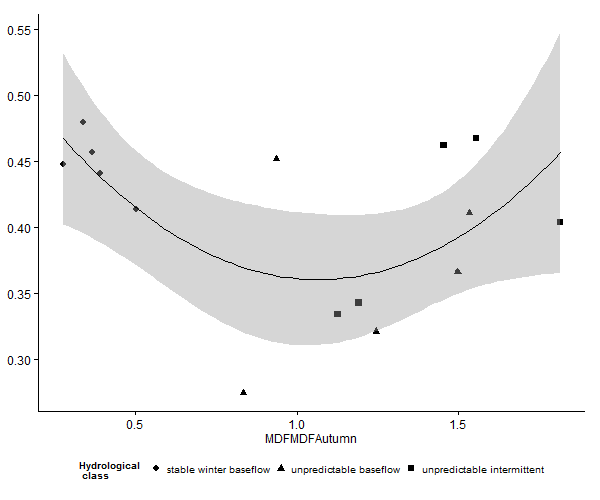 0.55
0.50
0.45
0.40
0.35
0.30
0.5 1.0 1.5
MDFMDFAutumn
Hydrological
class
stable winter baseflow unpredictable baseflow unpredictable intermittent